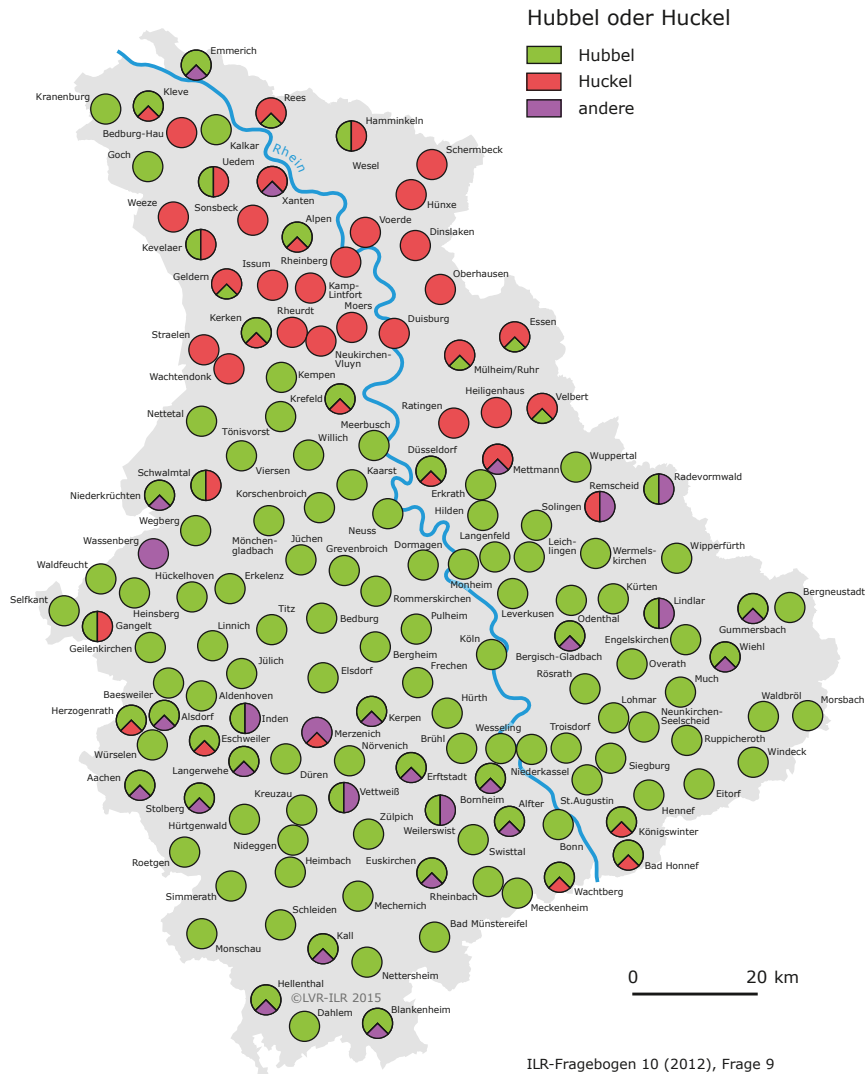 Hubbel oder Huckel
Hubbel
Huckel
andere
Emmerich
Kleve
Kranenburg
Rees
Hamminkeln
Bedburg-Hau
Kalkar
Rhein
Schermbeck
Goch
Uedem
Wesel
Xanten
Hünxe
Weeze
Sonsbeck
Alpen
Voerde
Dinslaken
Kevelaer
Rheinberg
Issum
Geldern
Oberhausen
Kamp-
Lintfort
Moers
Kerken
Rheurdt
Duisburg
Essen
Straelen
Neukirchen-
Vluyn
Mülheim/Ruhr
Wachtendonk
Kempen
Heiligenhaus
Krefeld
Velbert
Ratingen
Nettetal
Tönisvorst
Meerbusch
Willich
Düsseldorf
Wuppertal
Schwalmtal
Viersen
Mettmann
Radevormwald
Kaarst
Erkrath
Remscheid
Niederkrüchten
Korschenbroich
Hilden
Solingen
Wegberg
Neuss
Langenfeld
Wassenberg
Mönchen-
gladbach
Jüchen
Dormagen
Leich-
lingen
Wermels-
kirchen
Wipperfürth
Grevenbroich
Waldfeucht
Monheim
Hückelhoven
Erkelenz
Kürten
Bergneustadt
Heinsberg
Rommerskirchen
Leverkusen
Lindlar
Selfkant
Titz
Bedburg
Pulheim
Odenthal
Gangelt
Gummersbach
Linnich
Köln
Engelskirchen
Geilenkirchen
Bergheim
Bergisch-Gladbach
Wiehl
Jülich
Elsdorf
Frechen
Overath
Rösrath
Much
Baesweiler
Aldenhoven
Hürth
Lohmar
Waldbröl
Morsbach
Herzogenrath
Alsdorf
Inden
Merzenich
Kerpen
Neunkirchen-
Seelscheid
Wesseling
Troisdorf
Würselen
Eschweiler
Nörvenich
Brühl
Ruppicheroth
Siegburg
Windeck
Langerwehe
Düren
Niederkassel
Aachen
Erftstadt
Kreuzau
Vettweiß
Bornheim
St.Augustin
Eitorf
Stolberg
Alfter
Hennef
Hürtgenwald
Zülpich
Weilerswist
Königswinter
Nideggen
Bonn
Swisttal
Roetgen
Heimbach
Euskirchen
Bad Honnef
Simmerath
Mechernich
Rheinbach
Wachtberg
Meckenheim
Schleiden
Bad Münstereifel
Kall
Monschau
Nettersheim
Hellenthal
©LVR-ILR 2015
Dahlem
Blankenheim
0 20 km
ILR-Fragebogen 10 (2012), Frage 9